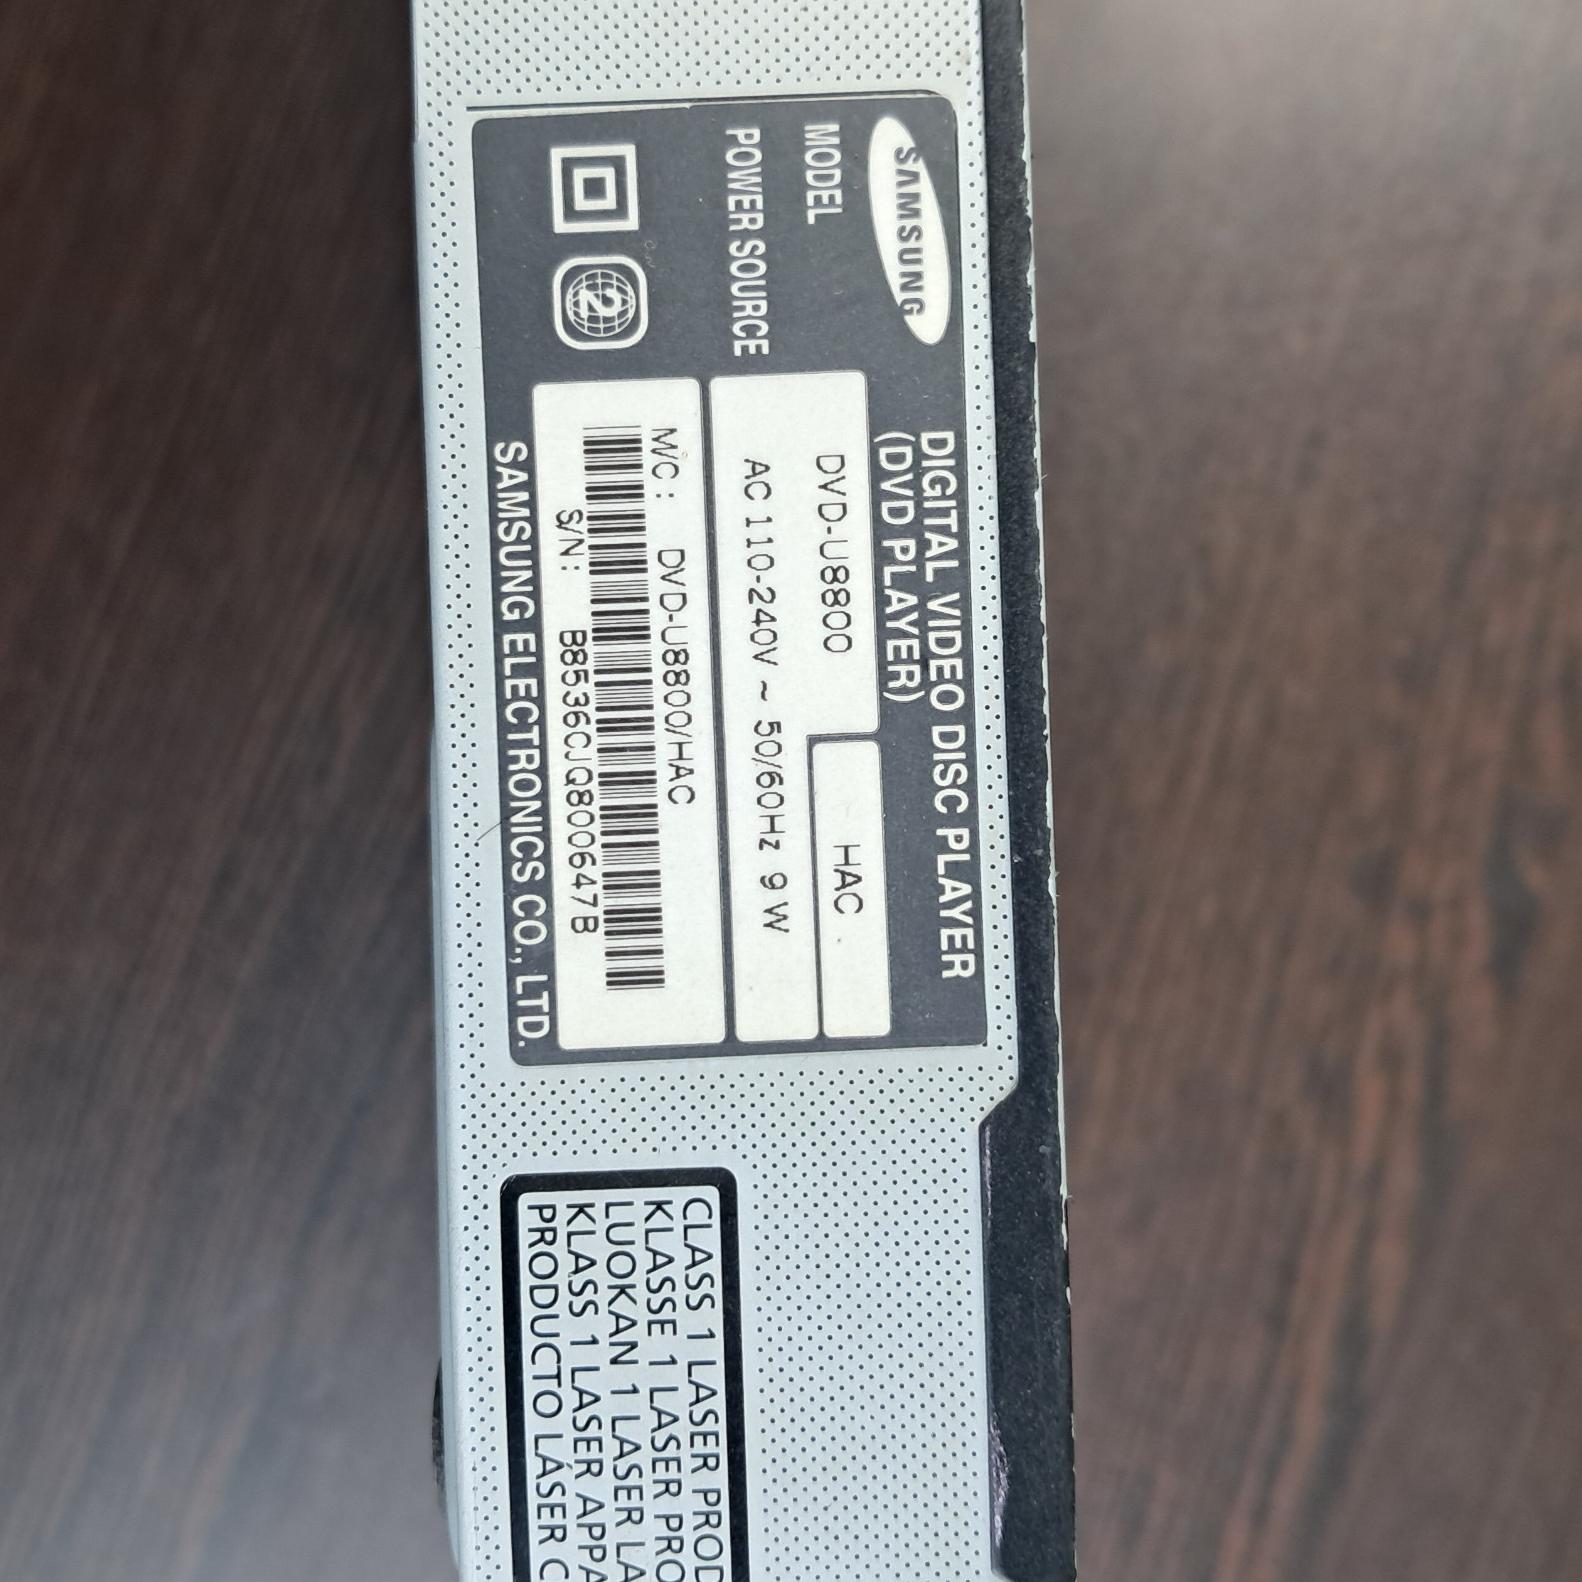 SAMSUNG
DIGITAL VIDEO DISC PLAYER
(DVD PLAYER)
MODEL
DVD-U8800
HAC
POWER SOURCE
AC 110-240V ~ 50/60Hz 9 W
2
M/C : DVD-U8800/HAC
S/N : B8536CJQ800647B
SAMSUNG ELECTRONICS CO., LTD.
CLASS 1 LASER PROD
KLASSE 1 LASER PRO
LUOKAN 1 LASER LA
KLASS 1 LASER APPA
PRODUCTO LÁSER C